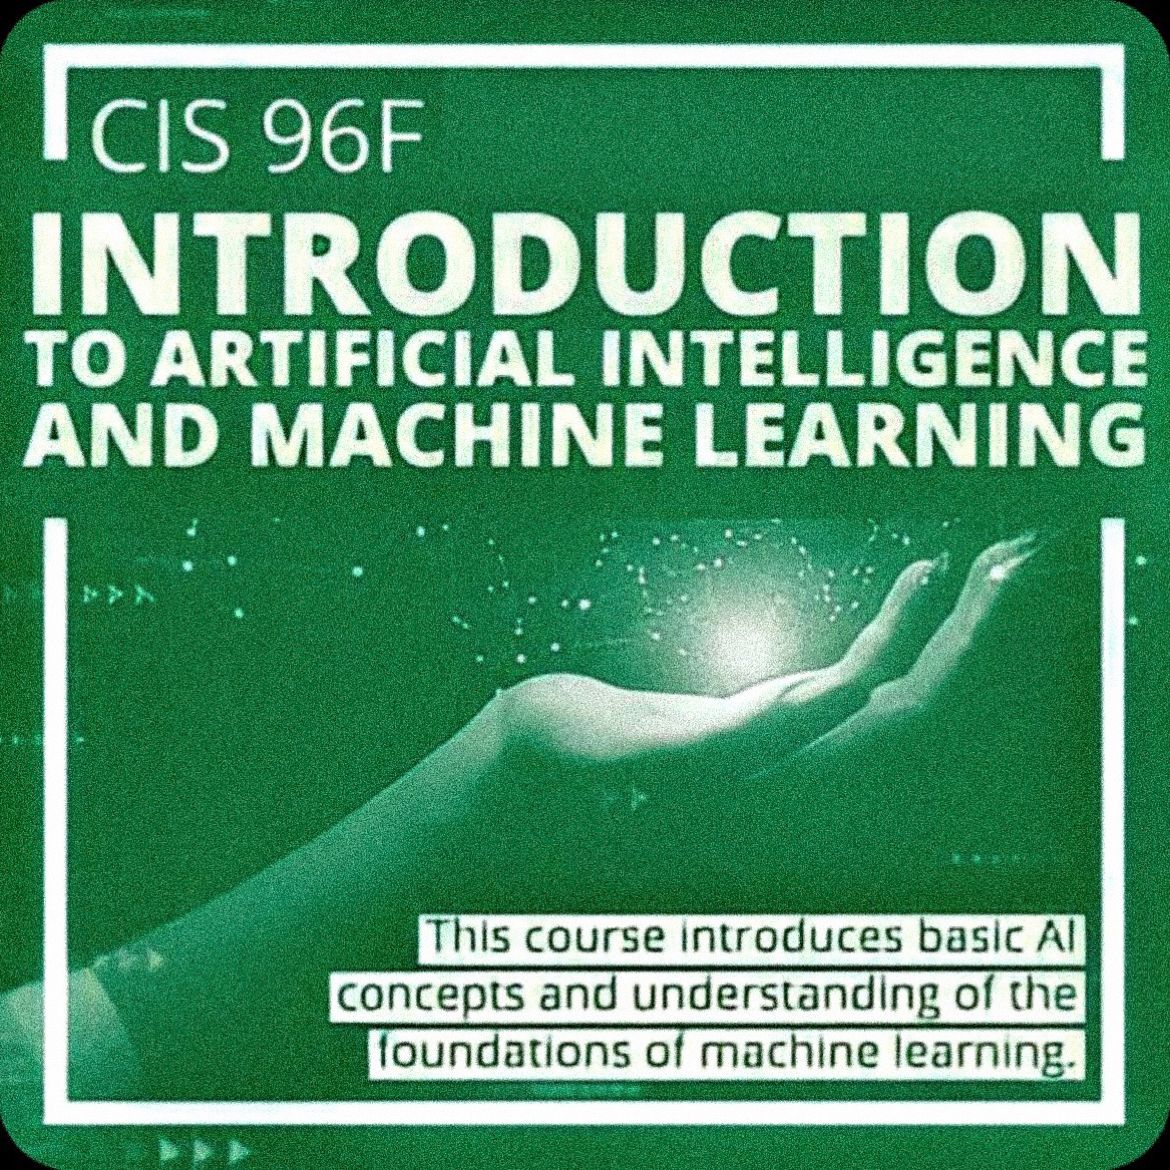 CIS 96F
INTRODUCTION
TO ARTIFICIAL INTELLIGENCE
AND MACHINE LEARNING
This course introduces basic AI
concepts and understanding of the
foundations of machine learning.